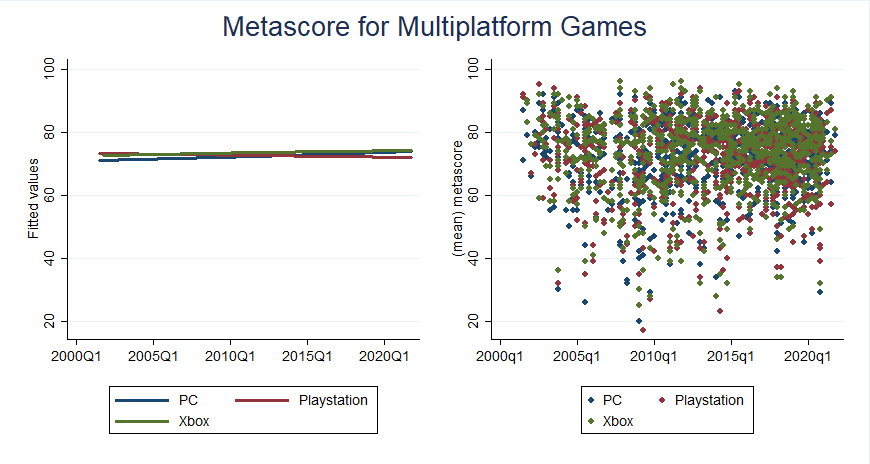 Metascore for Multiplatform Games
Fitted values
100
80
60
40
20
2000Q1 2005Q1 2010Q1 2015Q1 2020Q1
PC Playstation
Xbox
(mean) metascore
100
80
60
40
20
2000q1 2005q1 2010q1 2015q1 2020q1
PC Playstation
Xbox